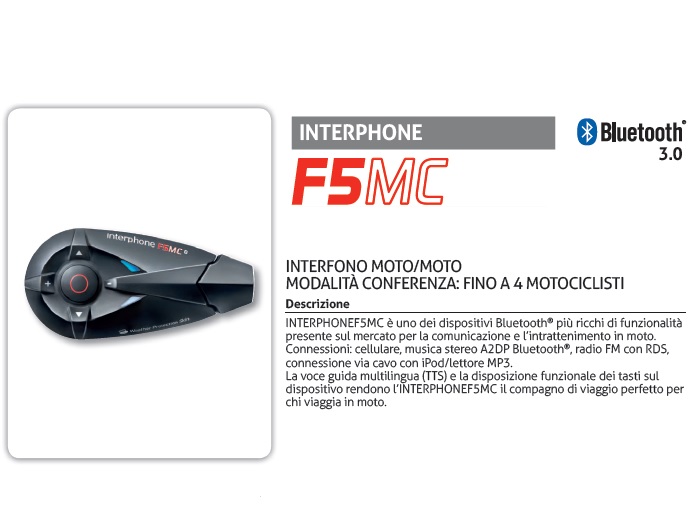 INTERPHONE
Bluetooth®
3.0
F5MC
interphone F5MC
Weather Protection
INTERFONO MOTO/MOTO
MODALITÀ CONFERENZA: FINO A 4 MOTOCICLISTI
Descrizione
INTERPHONEF5MC è uno dei dispositivi Bluetooth® più ricchi di funzionalità
presente sul mercato per la comunicazione e l'intrattenimento in moto.
Connessioni: cellulare, musica stereo A2DP Bluetooth®, radio FM con RDS,
connessione via cavo con iPod/lettore MP3.
La voce guida multilingua (TTS) e la disposizione funzionale dei tasti sul
dispositivo rendono l'INTERPHONEF5MC il compagno di viaggio perfetto per
chi viaggia in moto.